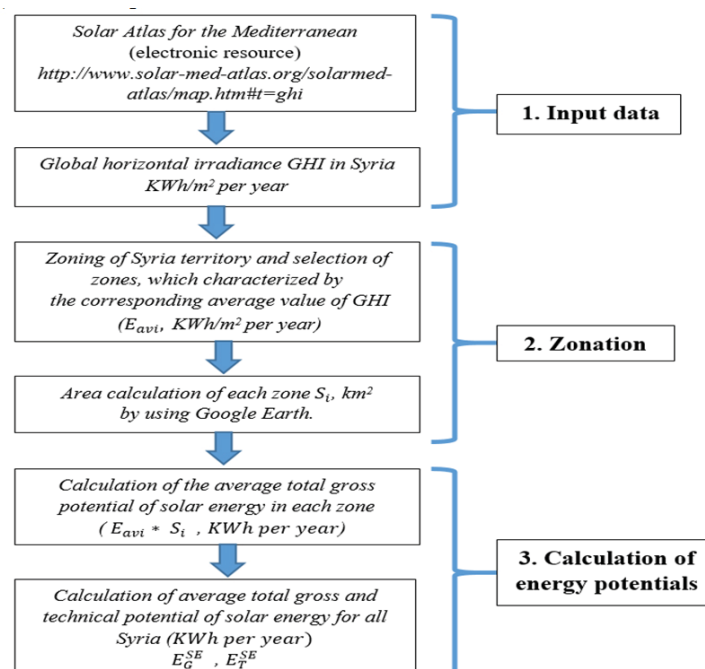 Solar Atlas for the Mediterranean
(electronic resource)
http://www.solar-med-atlas.org/solarmed-
atlas/map.htm#t=ghi
1. Input data
Global horizontal irradiance GHI in Syria
KWh/m² per year
Zoning of Syria territory and selection of
zones, which characterized by
the corresponding average value of GHI
(E_avi, KWh/m² per year)
2. Zonation
Area calculation of each zone S_i, km²
by using Google Earth.
Calculation of the average total gross
potential of solar energy in each zone
( E_avi * S_i , KWh per year)
3. Calculation of
energy potentials
Calculation of average total gross and
technical potential of solar energy for all
Syria (KWh per year)
E_G^SE , E_T^SE